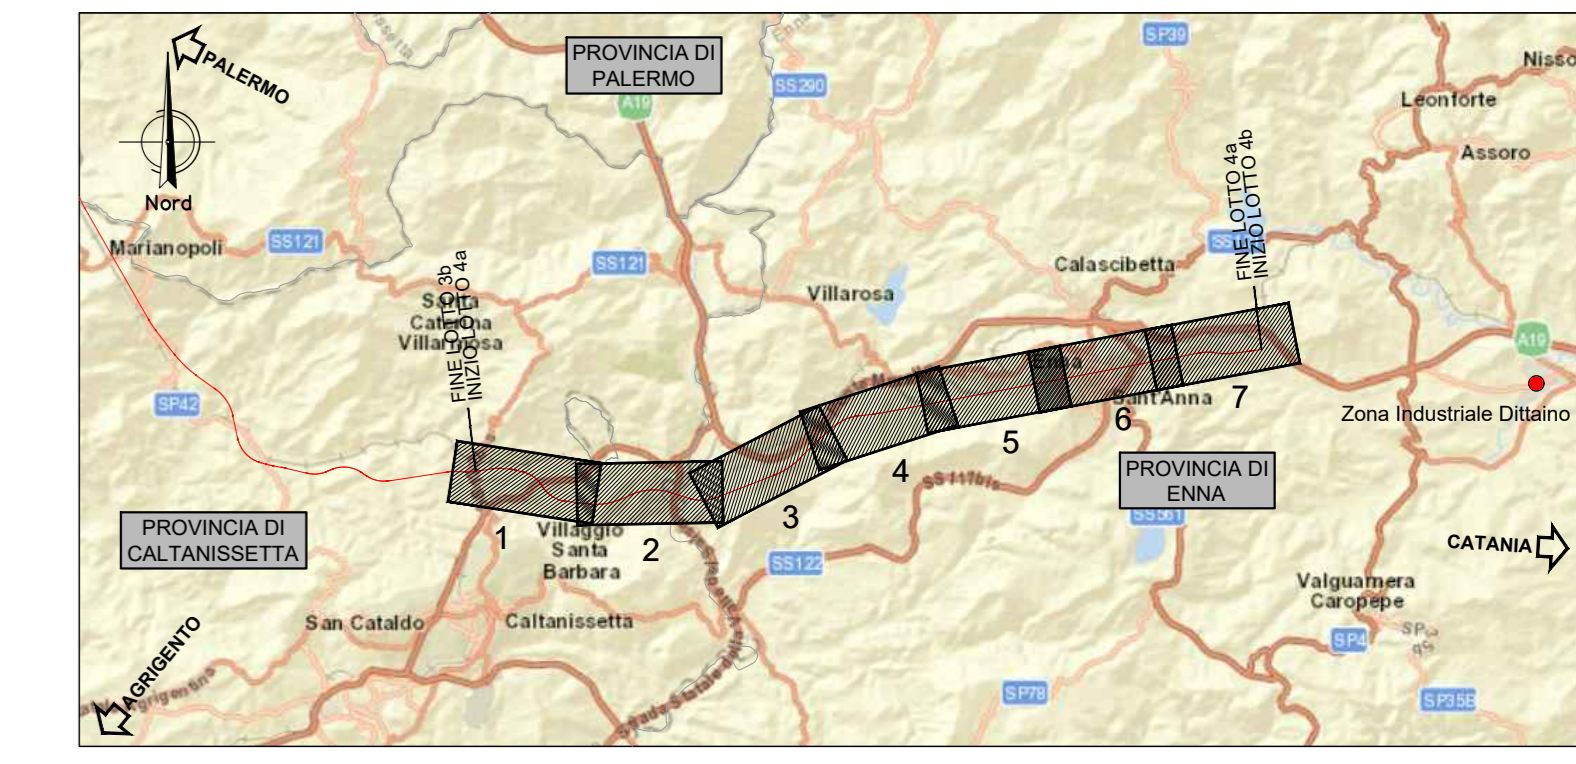 PALERMO
Nord
PROVINCIA DI
PALERMO
A19
SS290
SP39
Leonforte
Assoro
Marianopoli
SS121
SS121
Villarosa
Calascibetta
FINE LOTTO 3b
INIZIO LOTTO 4a
Santa
Caterina
Villarmosa
FINE LOTTO 4a
INIZIO LOTTO 4b
A19
Zona Industriale Dittaino
SP42
Enna
Sant'Anna
1
2
3
4
5
6
7
PROVINCIA DI
CALTANISSETTA
Villaggio
Santa
Barbara
SS117bis
SS122
PROVINCIA DI
ENNA
SS561
CATANIA
Valguarnera
Caropepe
San Cataldo
Caltanissetta
AGRIGENTO
SP4
SP78
SP35B